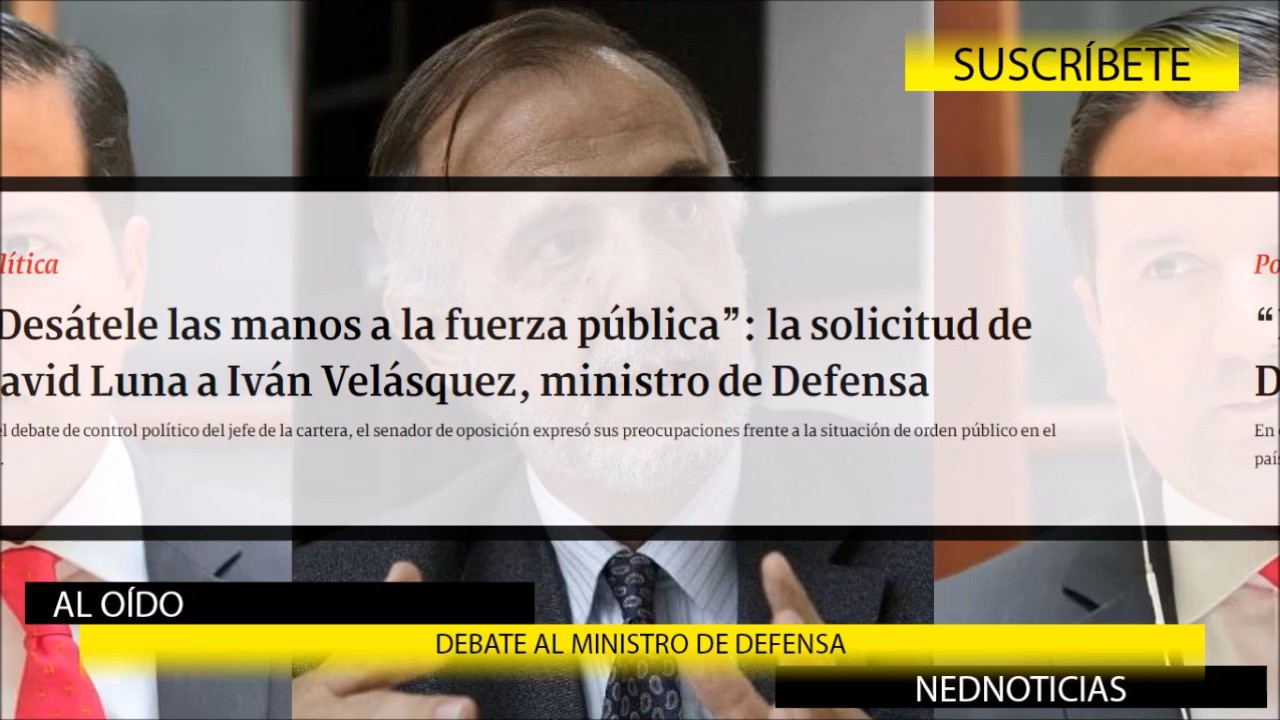 SUSCRÍBETE
lítica
Po
Desátele las manos a la fuerza pública”: la solicitud de
“
avid Luna a Iván Velásquez, ministro de Defensa
D
el debate de control político del jefe de la cartera, el senador de oposición expresó sus preocupaciones frente a la situación de orden público en el
En
.
país
AL OÍDO
DEBATE AL MINISTRO DE DEFENSA
NEDNOTICIAS